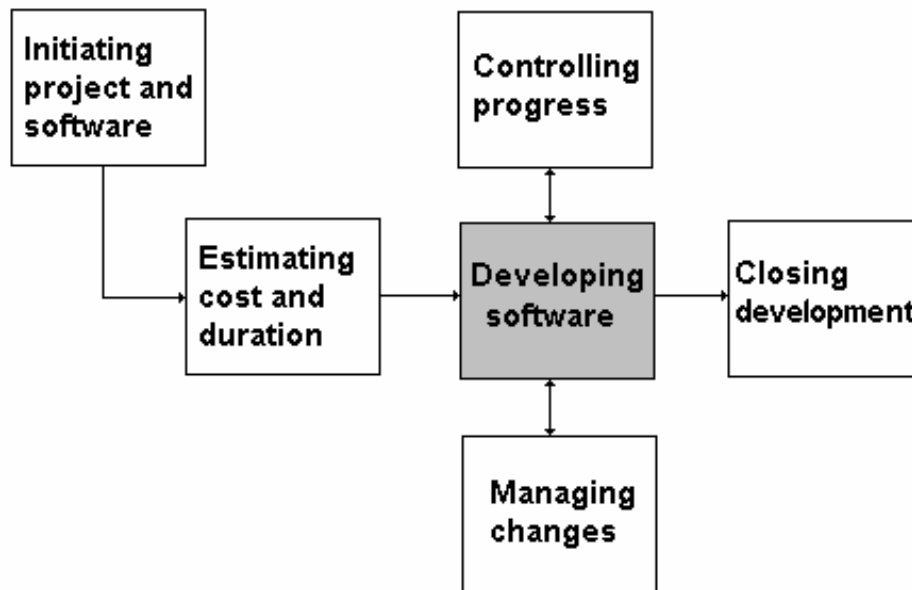 Initiating
project and
software
Controlling
progress
Estimating
cost and
duration
Developing
software
Closing
development
Managing
changes